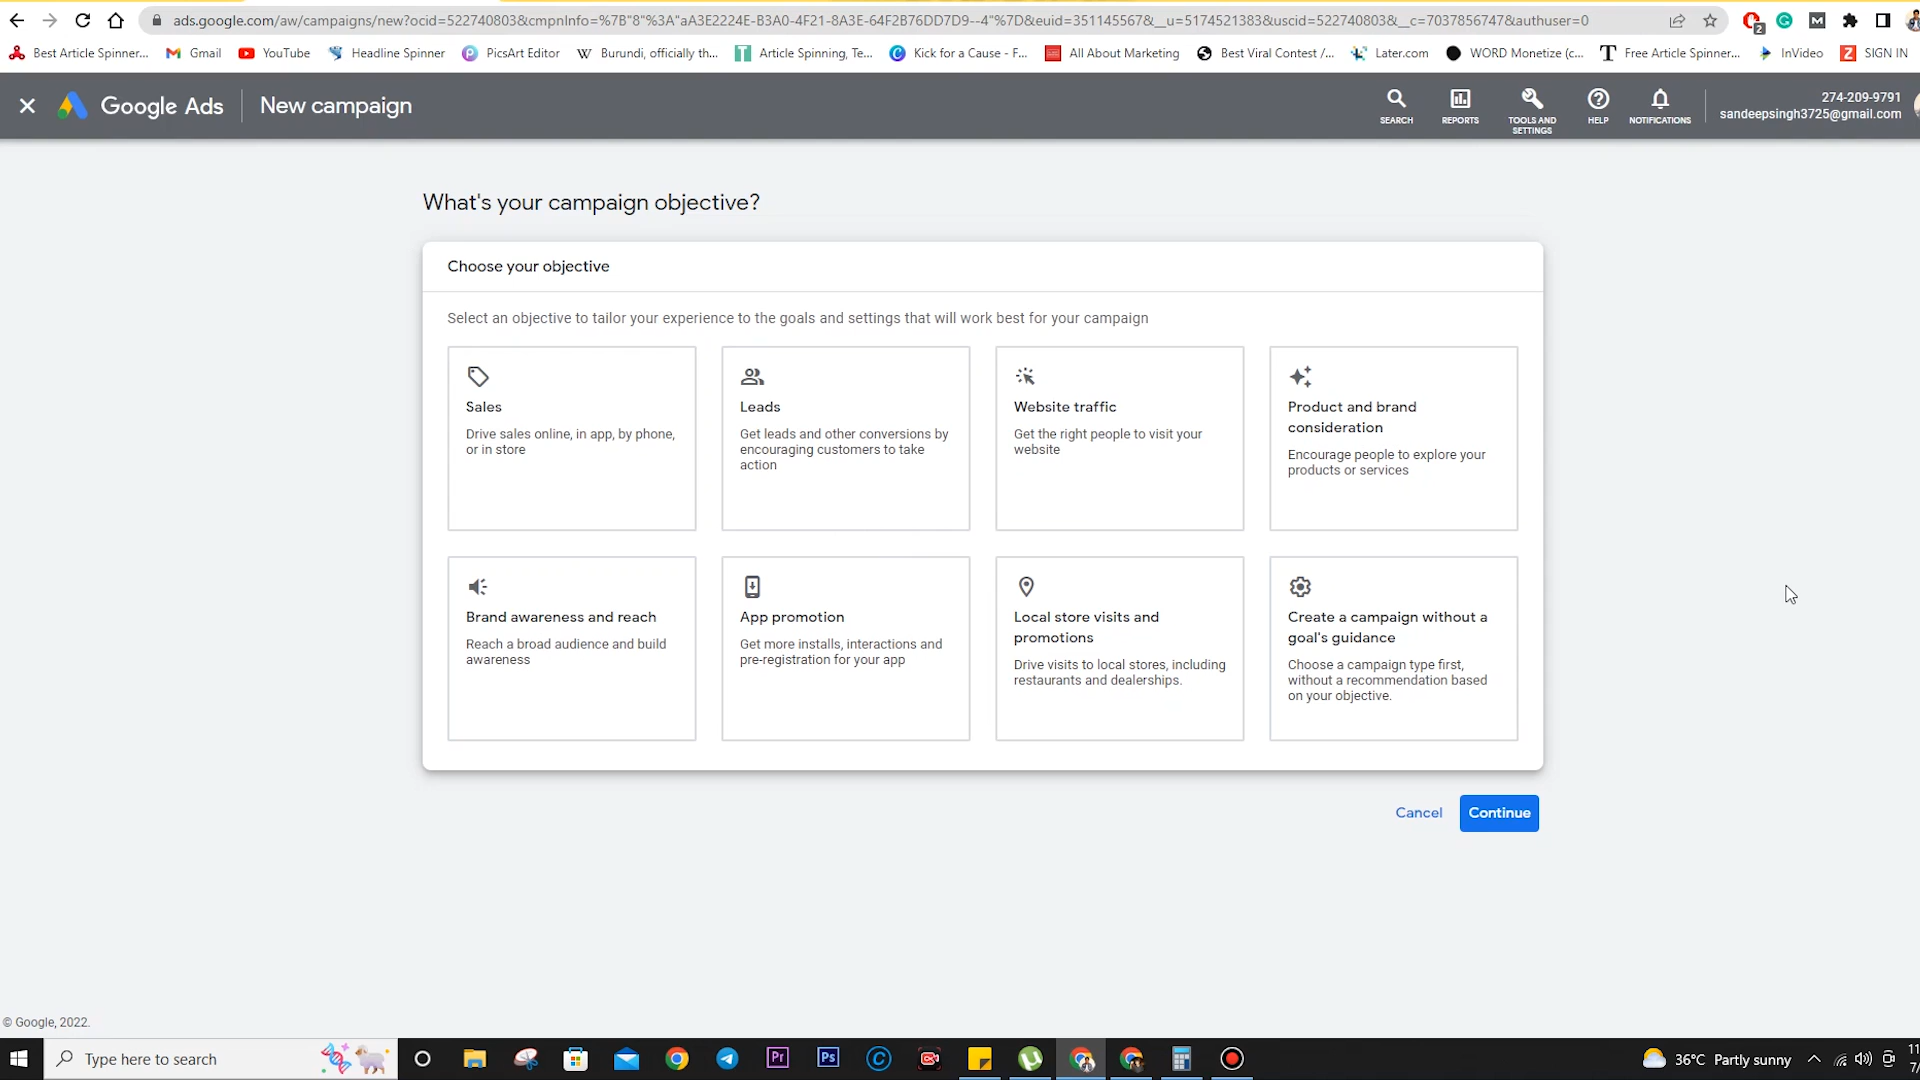 ads.google.com/aw/campaigns/new?ocid=522740803&cmpnInfo=%7B"8"%3A"aA3E2224E-B3A0-4F21-8A3E-64F2B76DD7D9--4"%7D&euid=351145567&__u=5174521383&uscid=522740803&__c=7037856747&authuser=0
2
Best Article Spinner... Gmail YouTube Headline Spinner PicsArt Editor Burundi, officially th... Article Spinning, Te... Kick for a Cause - F... All About Marketing Best Viral Contest /... Later.com WORD Monetize (c... Free Article Spinner... InVideo SIGN IN
Google Ads New campaign
SEARCH REPORTS TOOLS AND SETTINGS HELP NOTIFICATIONS
274-209-9791
sandeepsingh3725@gmail.com
What's your campaign objective?
Choose your objective
Select an objective to tailor your experience to the goals and settings that will work best for your campaign
Sales
Drive sales online, in app, by phone,
or in store
Leads
Get leads and other conversions by
encouraging customers to take
action
Website traffic
Get the right people to visit your
website
Product and brand
consideration
Encourage people to explore your
products or services
Brand awareness and reach
Reach a broad audience and build
awareness
App promotion
Get more installs, interactions and
pre-registration for your app
Local store visits and
promotions
Drive visits to local stores, including
restaurants and dealerships.
Create a campaign without a
goal's guidance
Choose a campaign type first,
without a recommendation based
on your objective.
Cancel Continue
© Google, 2022.
Type here to search
Pr Ps
36°C Partly sunny